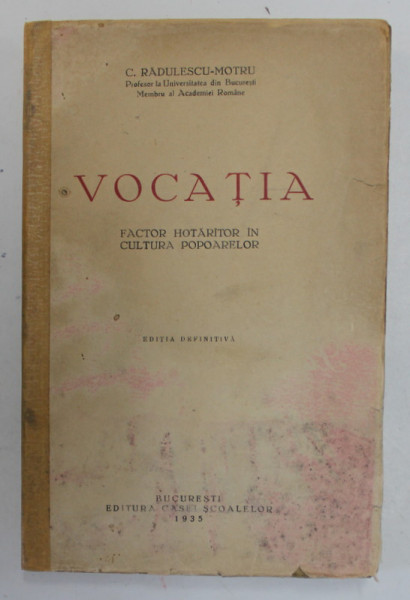 C. RĂDULESCU-MOTRU
Profesor la Universitatea din București
Membru al Academiei Române
VOCAȚIA
FACTOR HOTĂRÎTOR ÎN
CULTURA POPOARELOR
EDIȚIA DEFINITIVĂ
BUCUREȘTI
EDITURA CASEI ȘCOALELOR
1935